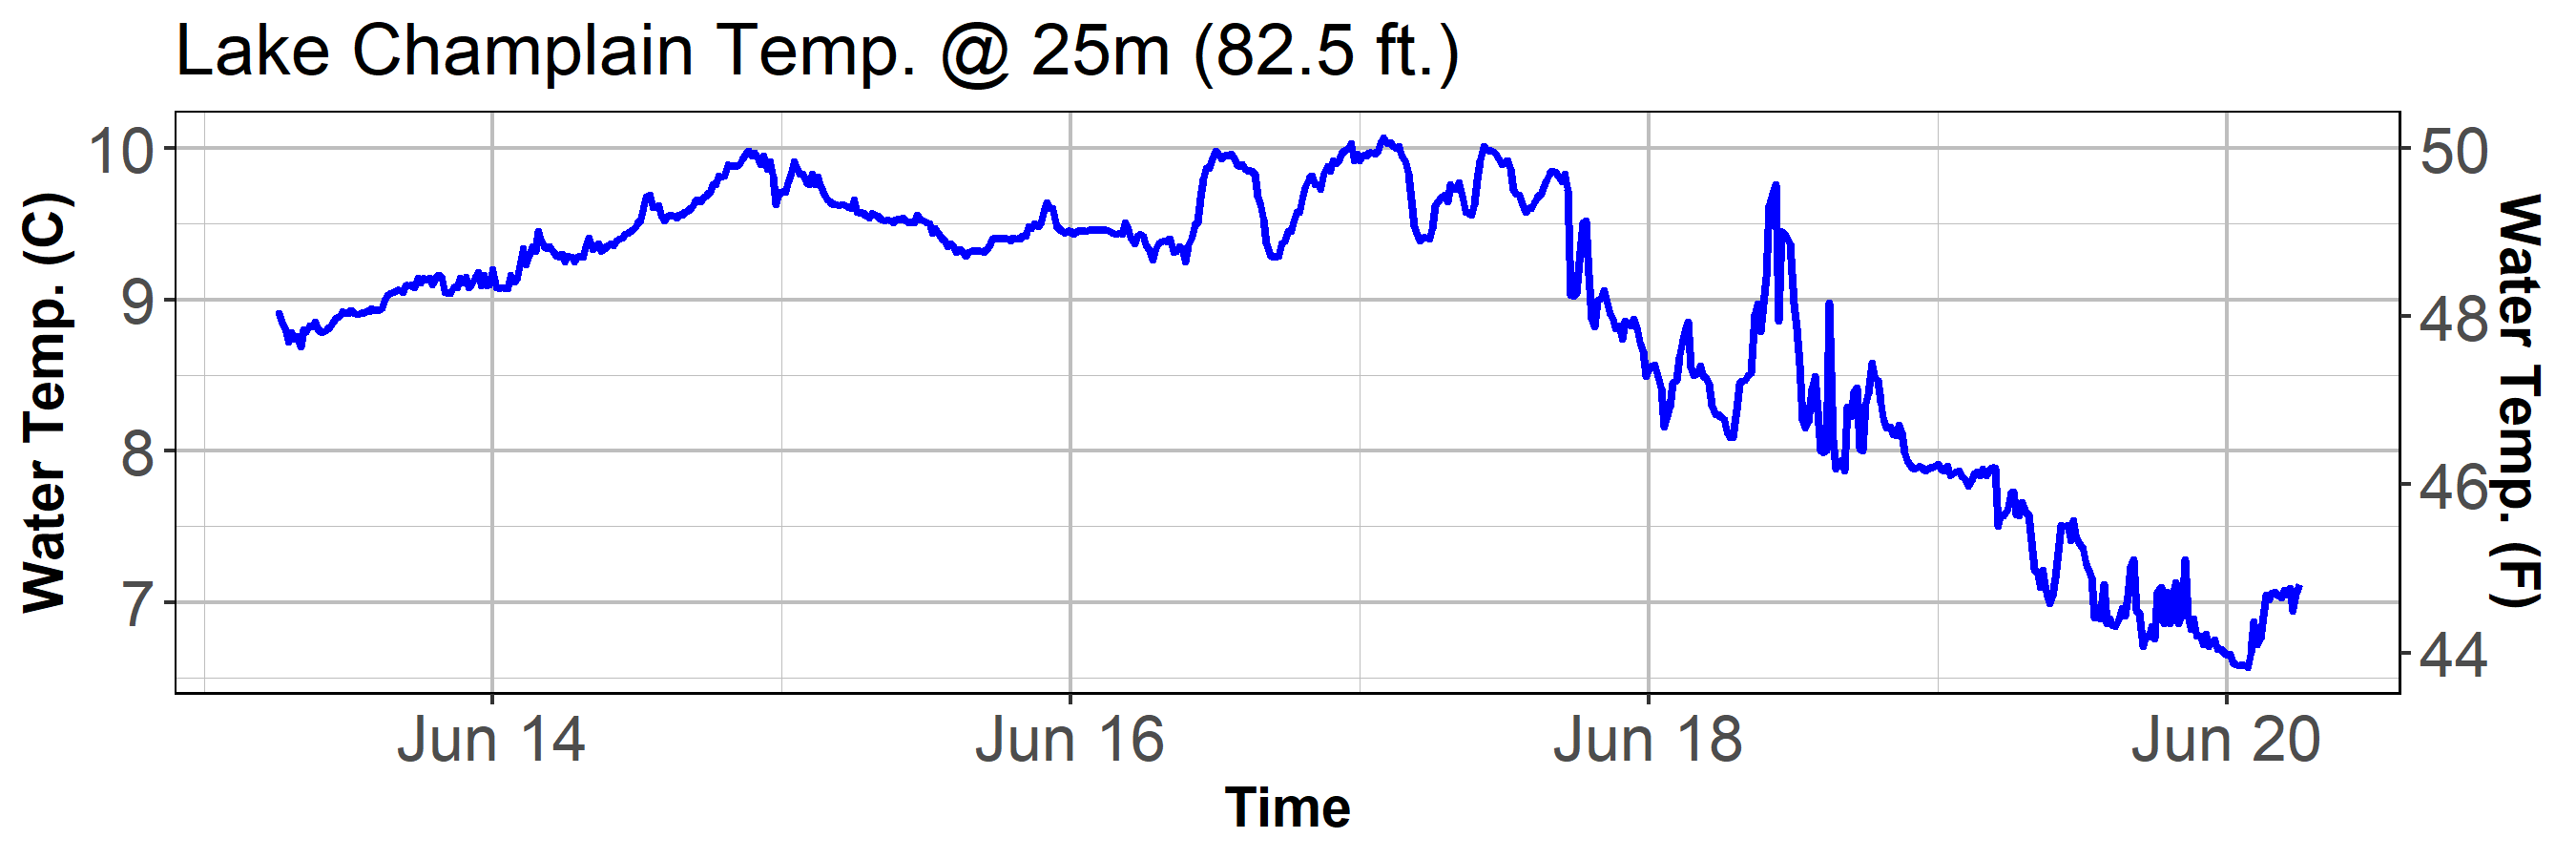 Lake Champlain Temp. @ 25m (82.5 ft.)
Water Temp. (C)
10
9
8
7
50
48
46
44
Water Temp. (F)
Jun 14 Jun 16 Jun 18 Jun 20
Time